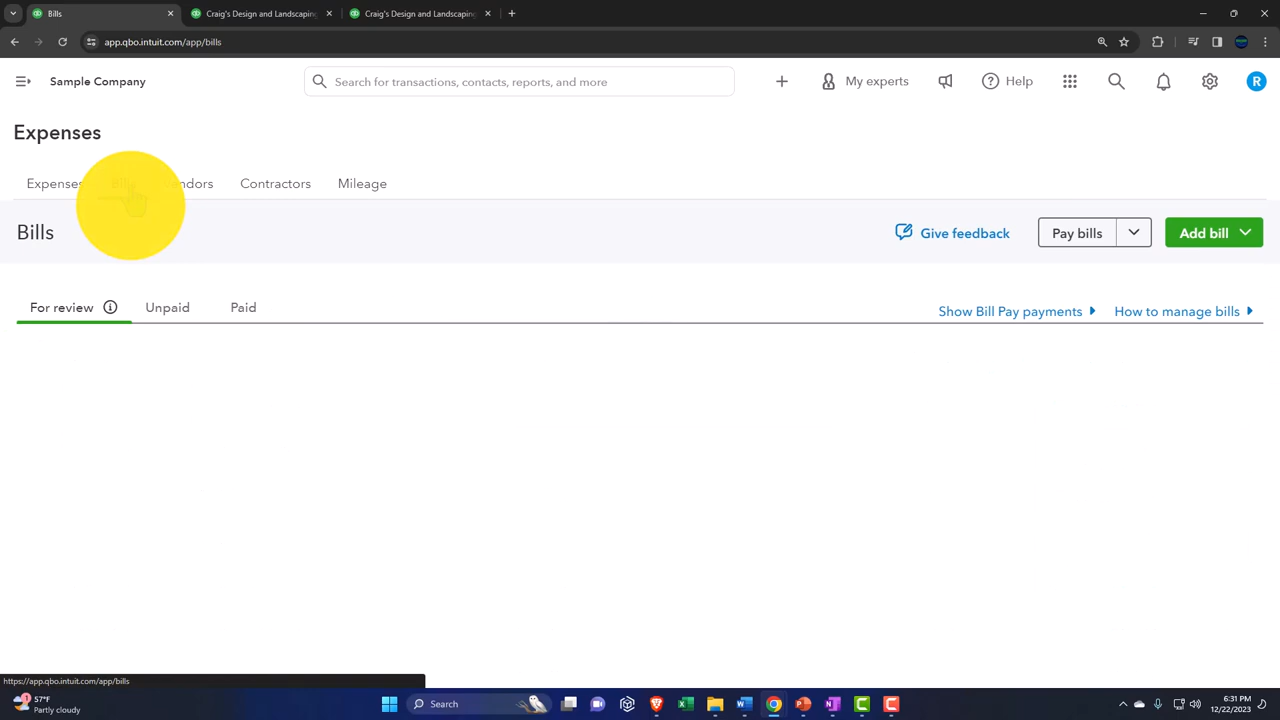 Bills
Craig's Design and Landscaping
Craig's Design and Landscaping
app.qbo.intuit.com/app/bills
Sample Company
Search for transactions, contacts, reports, and more
My experts
Help
R
Expenses
Expenses
Bills
Vendors
Contractors
Mileage
Bills
Give feedback
Pay bills
Add bill
For review
Unpaid
Paid
Show Bill Pay payments
How to manage bills
https://app.qbo.intuit.com/app/bills
1
57°F
Partly cloudy
Search
6:31 PM
12/22/2023